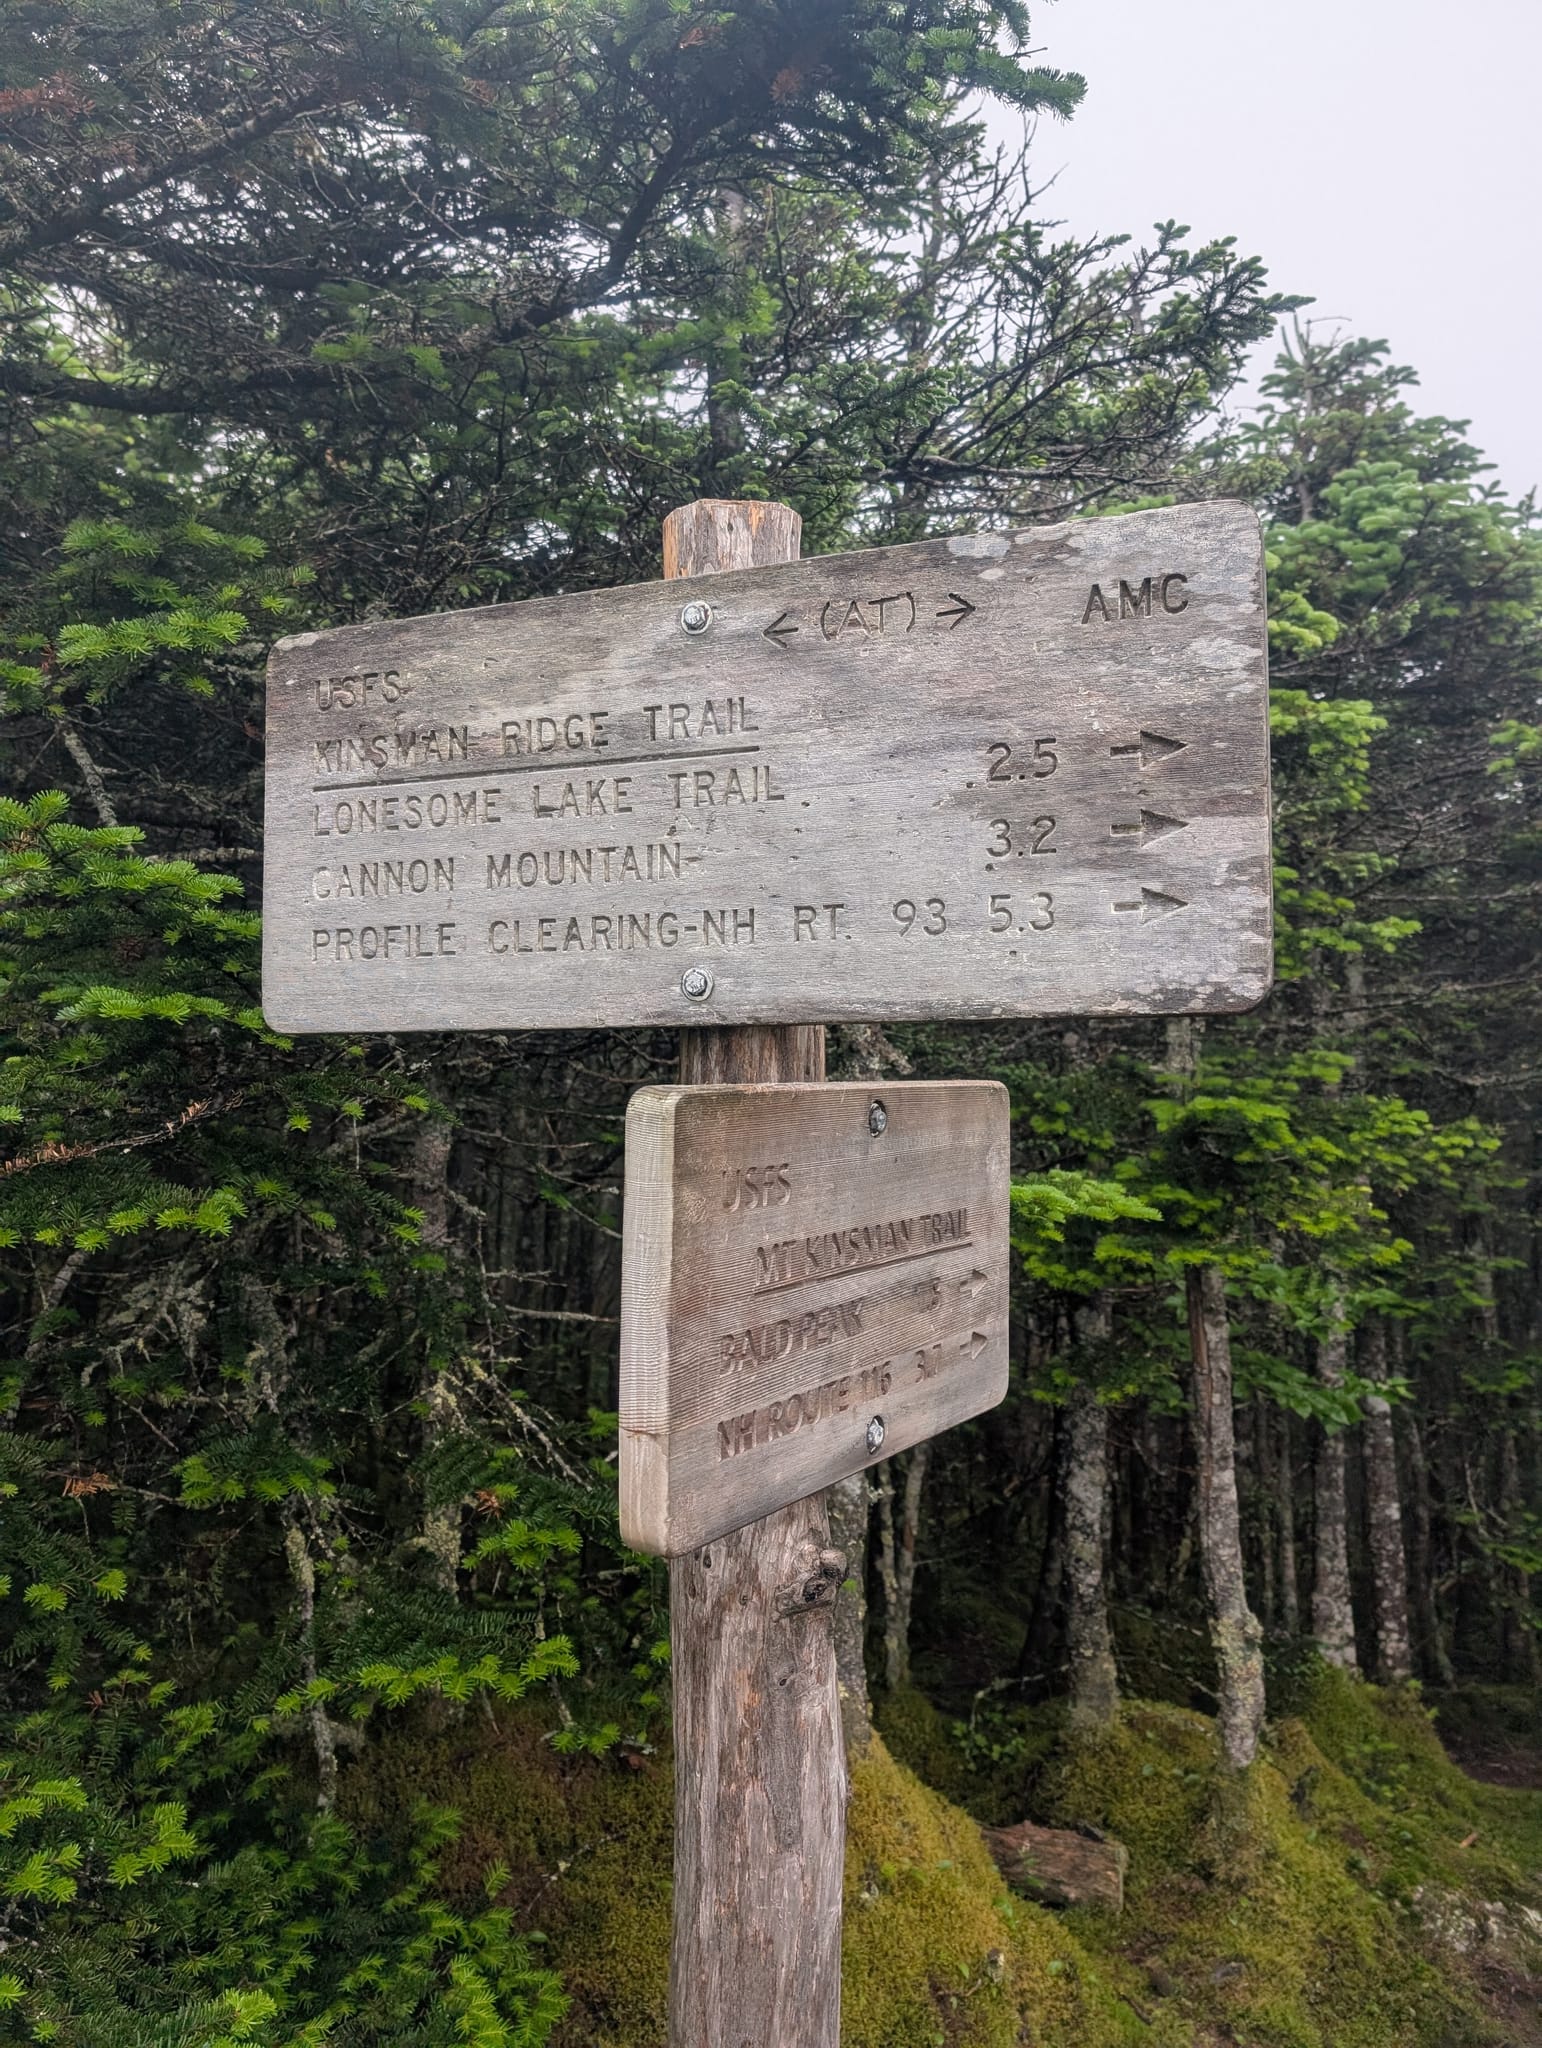 ← (AT) → AMC
USFS
KINSMAN RIDGE TRAIL
LONESOME LAKE TRAIL 2.5 →
CANNON MOUNTAIN 3.2 →
PROFILE CLEARING-NH RT. 93 5.3 →
USFS
MT KINSMAN TRAIL
BALD PEAK →
NH ROUTE 116 3.7 →